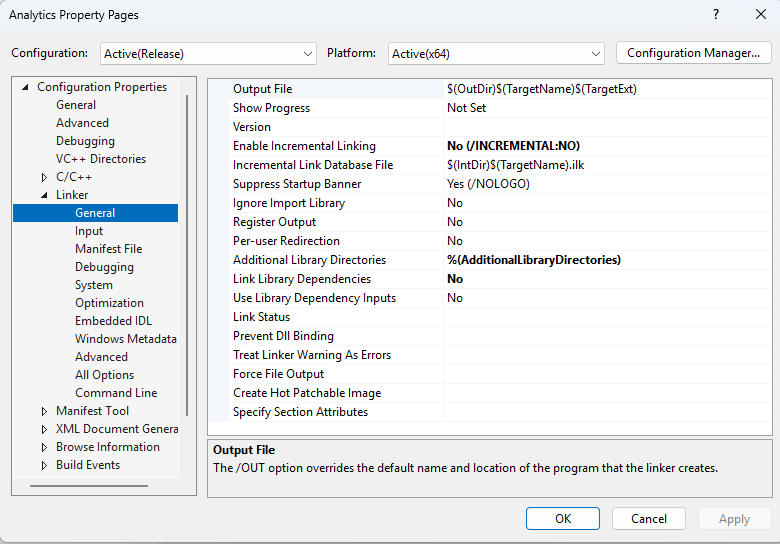 Analytics Property Pages
?
Configuration: Active(Release) Platform: Active(x64) Configuration Manager...
Configuration Properties
General
Advanced
Debugging
VC++ Directories
C/C++
Linker
General
Input
Manifest File
Debugging
System
Optimization
Embedded IDL
Windows Metadata
Advanced
All Options
Command Line
Manifest Tool
XML Document Genera
Browse Information
Build Events
Output File $(OutDir)$(TargetName)$(TargetExt)
Show Progress Not Set
Version
Enable Incremental Linking No (/INCREMENTAL:NO)
Incremental Link Database File $(IntDir)$(TargetName).ilk
Suppress Startup Banner Yes (/NOLOGO)
Ignore Import Library No
Register Output No
Per-user Redirection No
Additional Library Directories %(AdditionalLibraryDirectories)
Link Library Dependencies No
Use Library Dependency Inputs No
Link Status
Prevent Dll Binding
Treat Linker Warning As Errors
Force File Output
Create Hot Patchable Image
Specify Section Attributes
Output File
The /OUT option overrides the default name and location of the program that the linker creates.
OK Cancel Apply